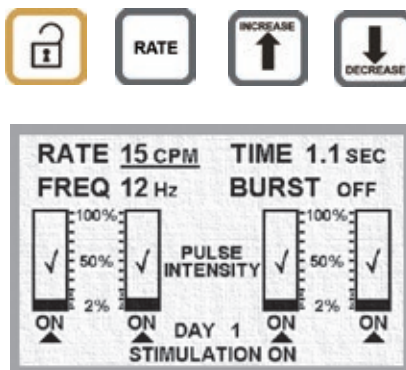 RATE
INCREASE
DECREASE
RATE 15 CPM TIME 1.1 SEC
FREQ 12 Hz BURST OFF
100% 100%
50% PULSE 50%
INTENSITY
2% 2%
ON ON DAY 1 ON ON
STIMULATION ON